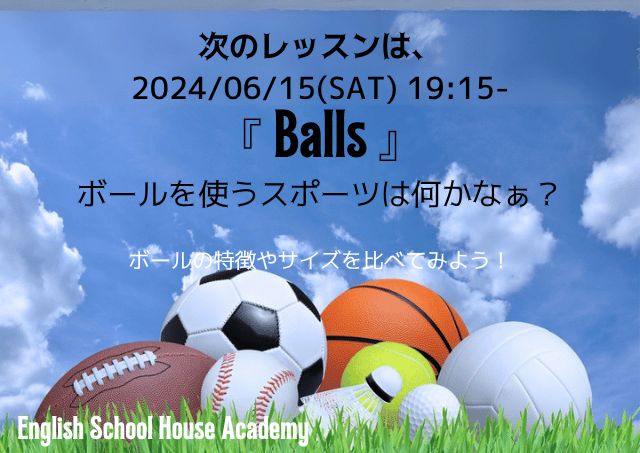 次のレッスンは、
2024/06/15(SAT) 19:15-
『 Balls 』
ボールを使うスポーツは何かなぁ？
ボールの特徴やサイズを比べてみよう！
English School House Academy